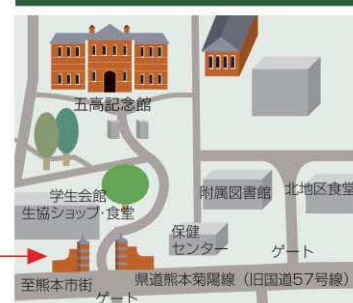 五高記念館
学生会館
生協ショップ・食堂
附属図書館
北地区食堂
保健
センター
ゲート
県道熊本菊陽線（旧国道57号線）
至熊本市街
ゲート